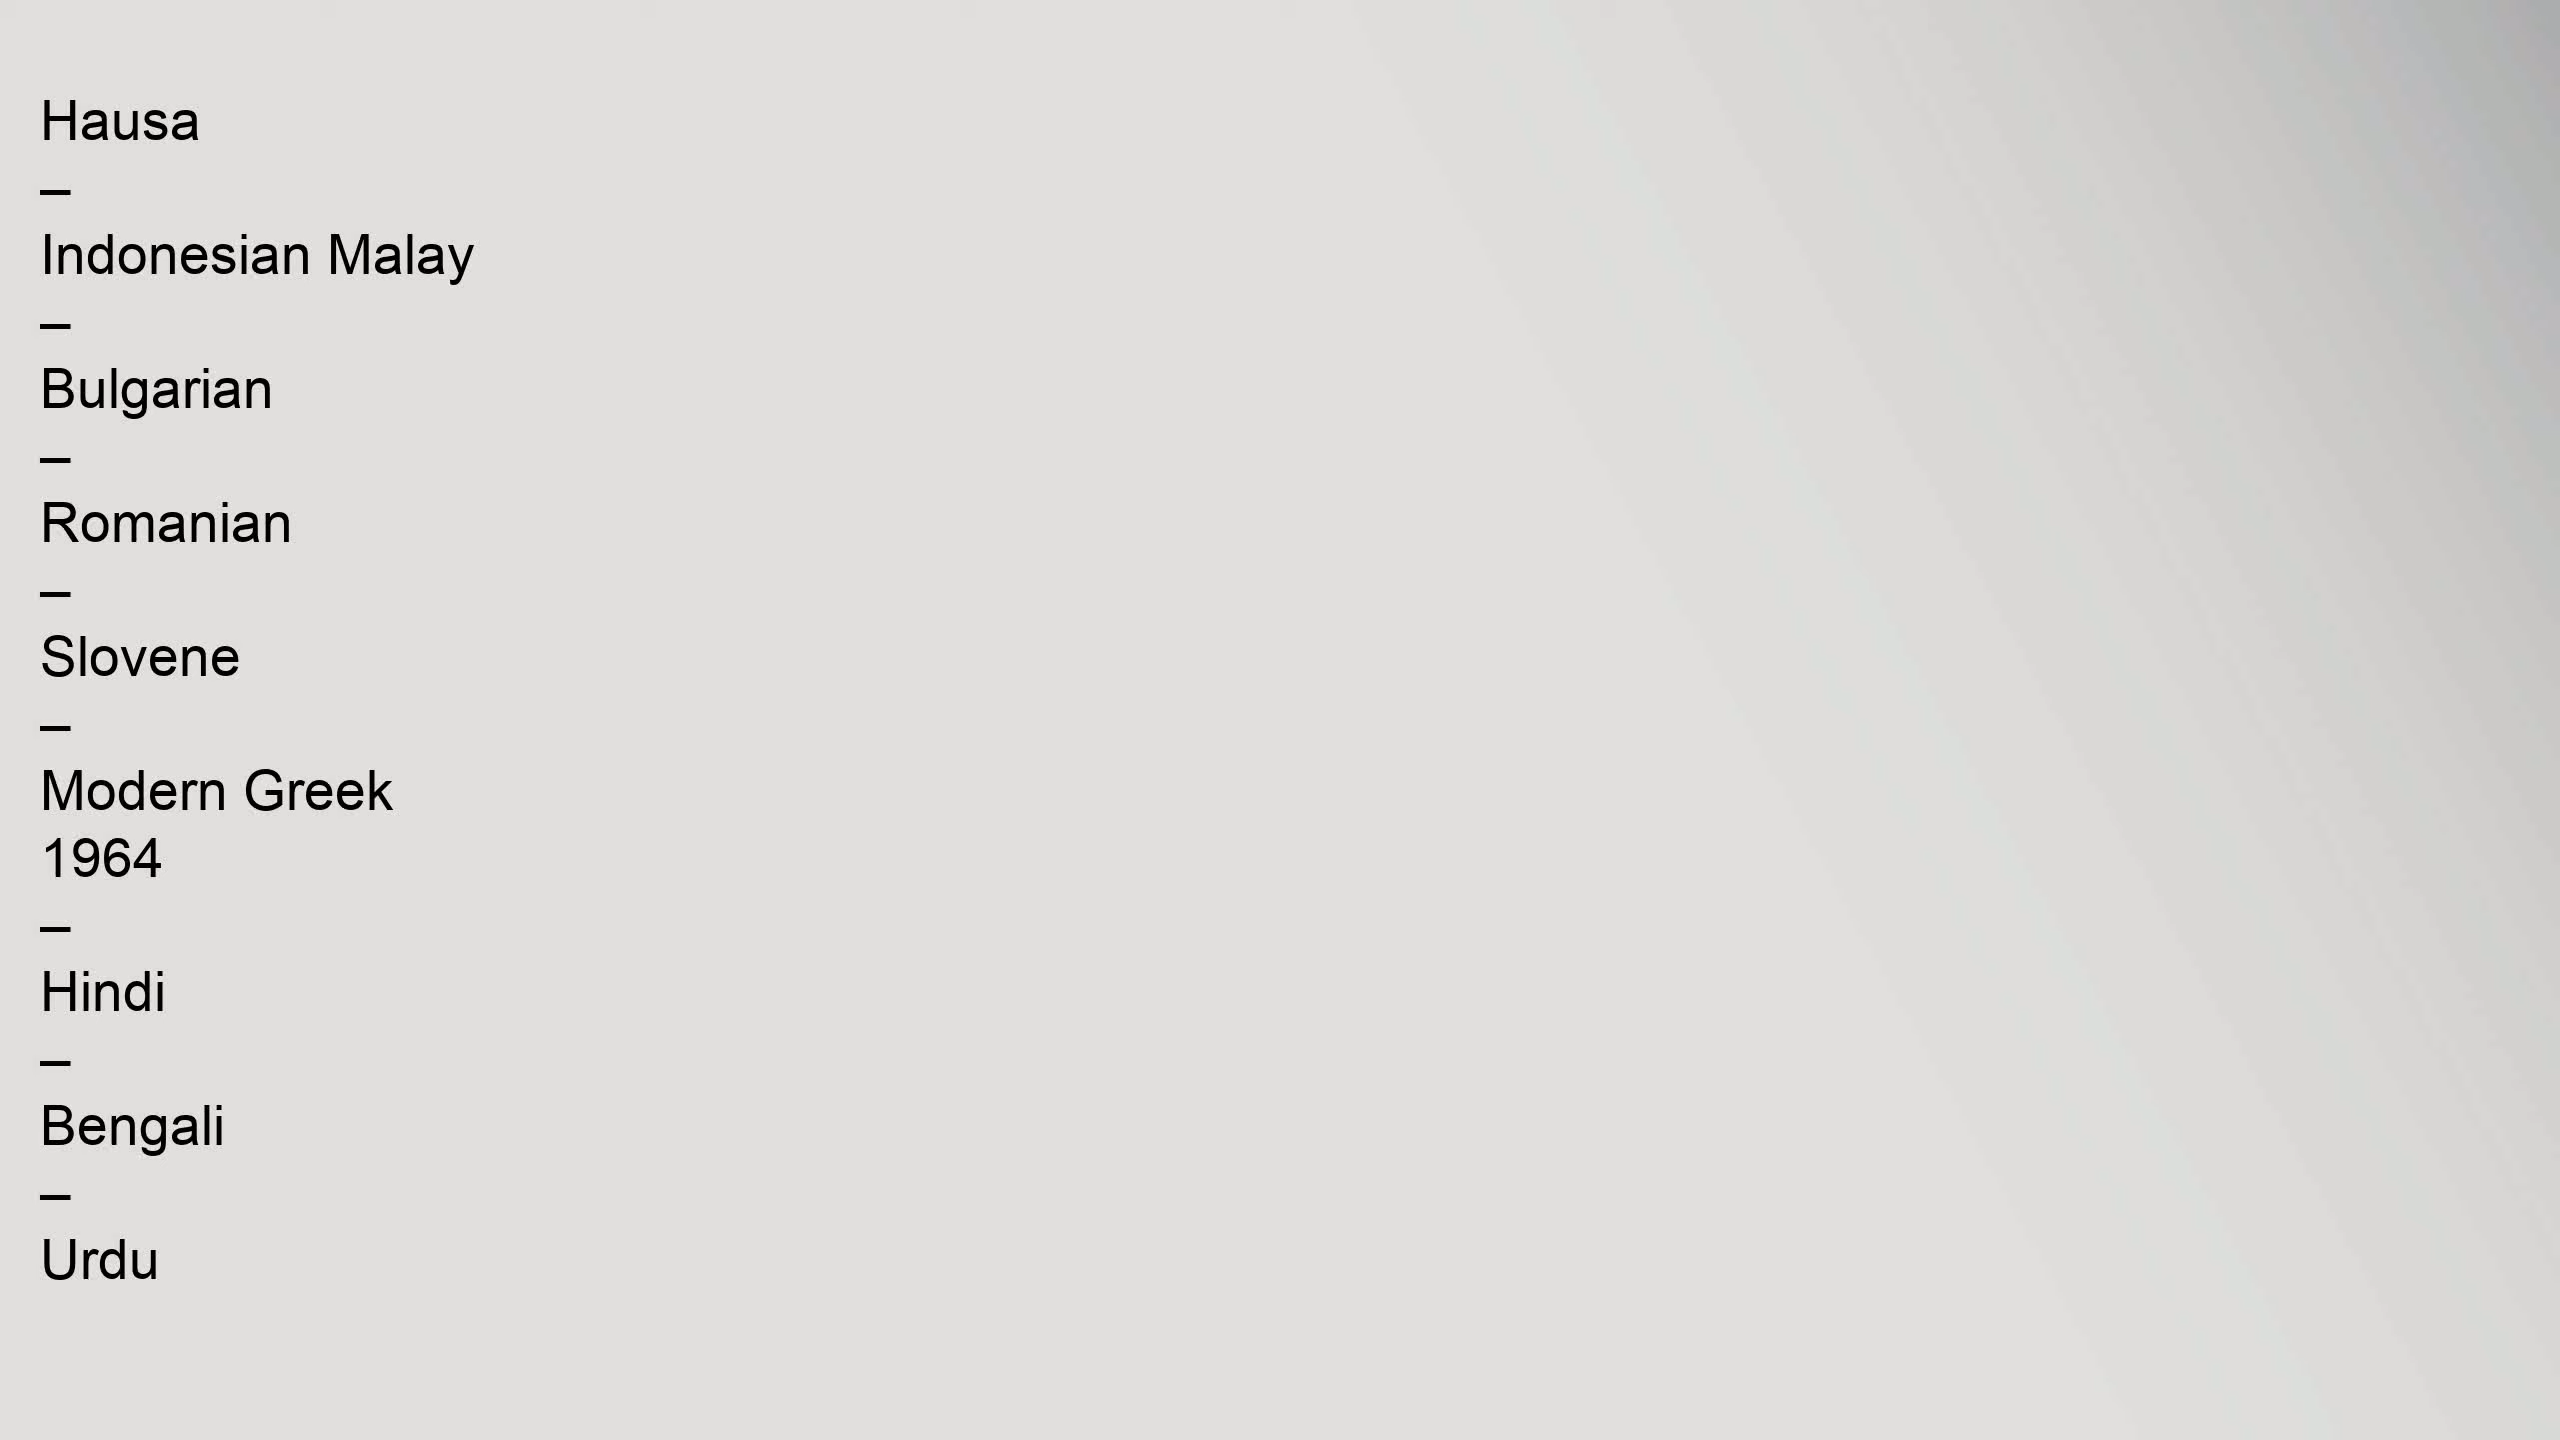 Hausa
–
Indonesian Malay
–
Bulgarian
–
Romanian
–
Slovene
–
Modern Greek
1964
–
Hindi
–
Bengali
–
Urdu